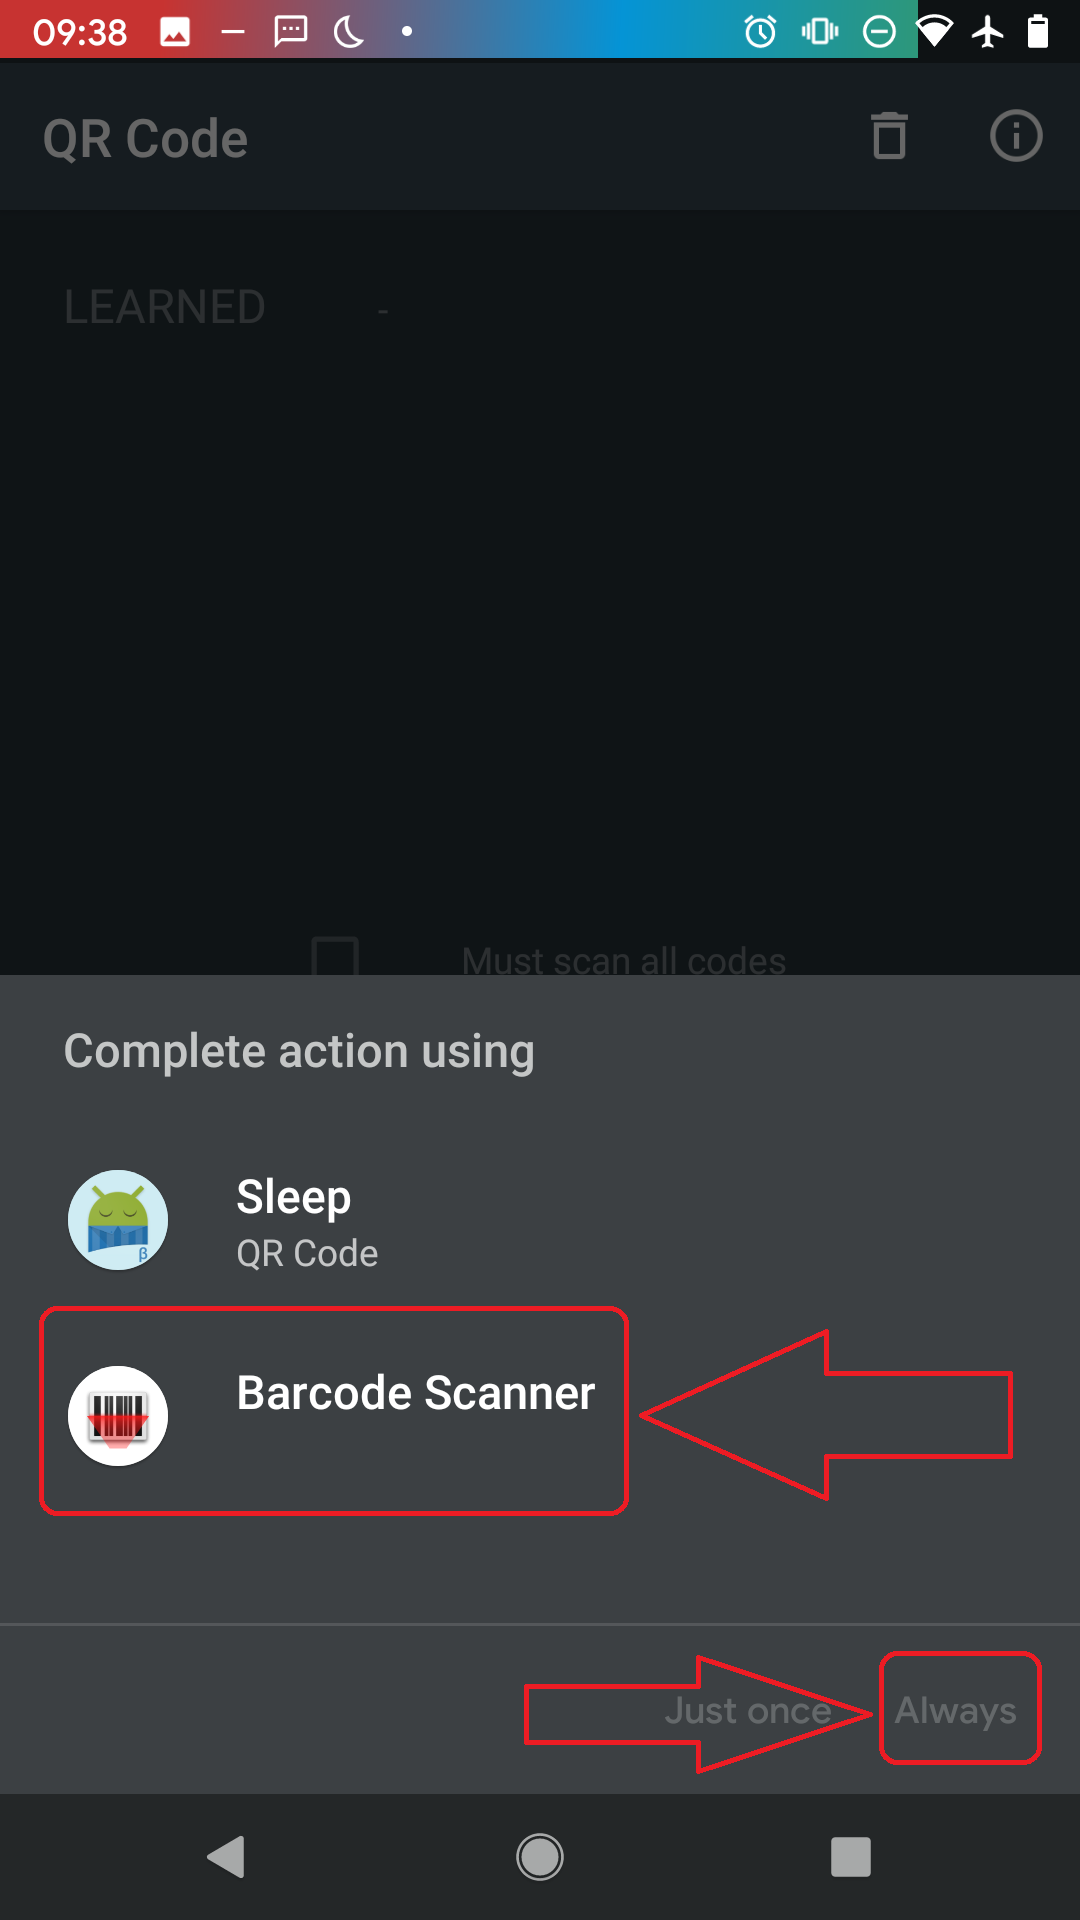 09:38
QR Code
LEARNED -
Must scan all codes
Complete action using
Sleep
QR Code
β
Barcode Scanner
Just once Always